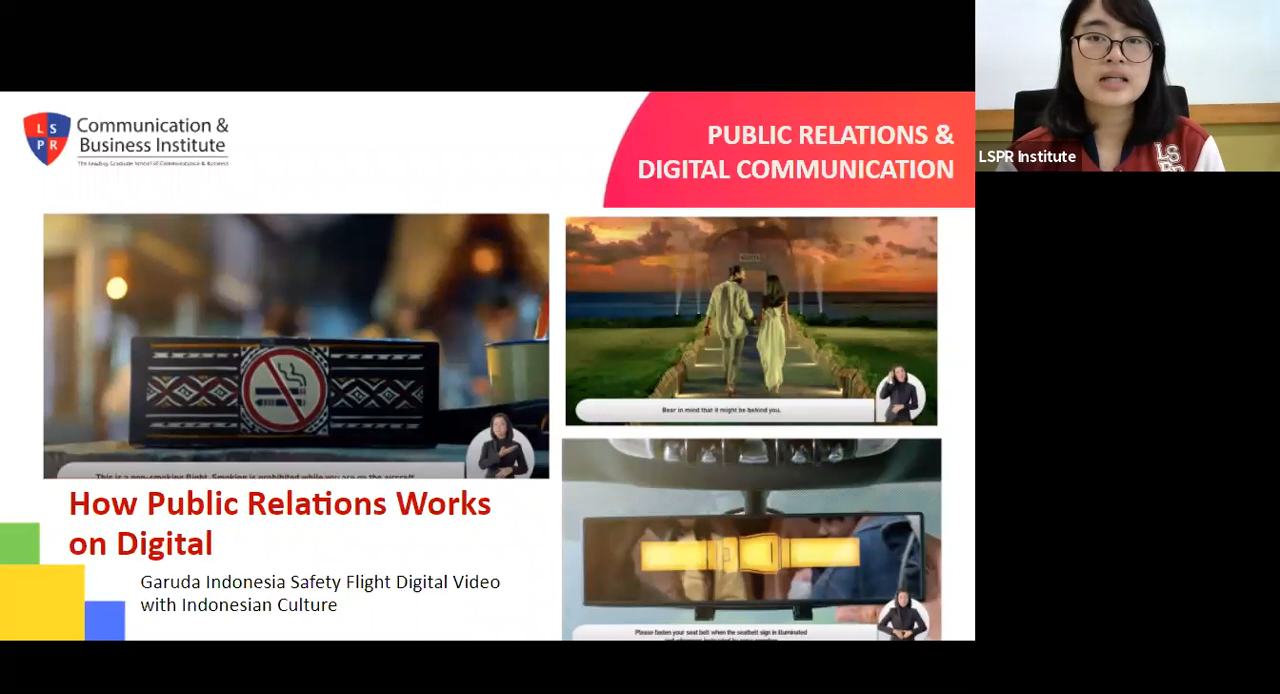 L S
P R
Communication &
Business Institute
The Leading Graduate School of Communications & Business
PUBLIC RELATIONS &
DIGITAL COMMUNICATION
LSPR Institute
LS
PR
This is a non-smoking flight. Smoking is prohibited while you are on the aircraft.
Bear in mind that it might be behind you.
How Public Relations Works
on Digital
Garuda Indonesia Safety Flight Digital Video
with Indonesian Culture
Please fasten your seat belt when the seatbelt sign is illuminated